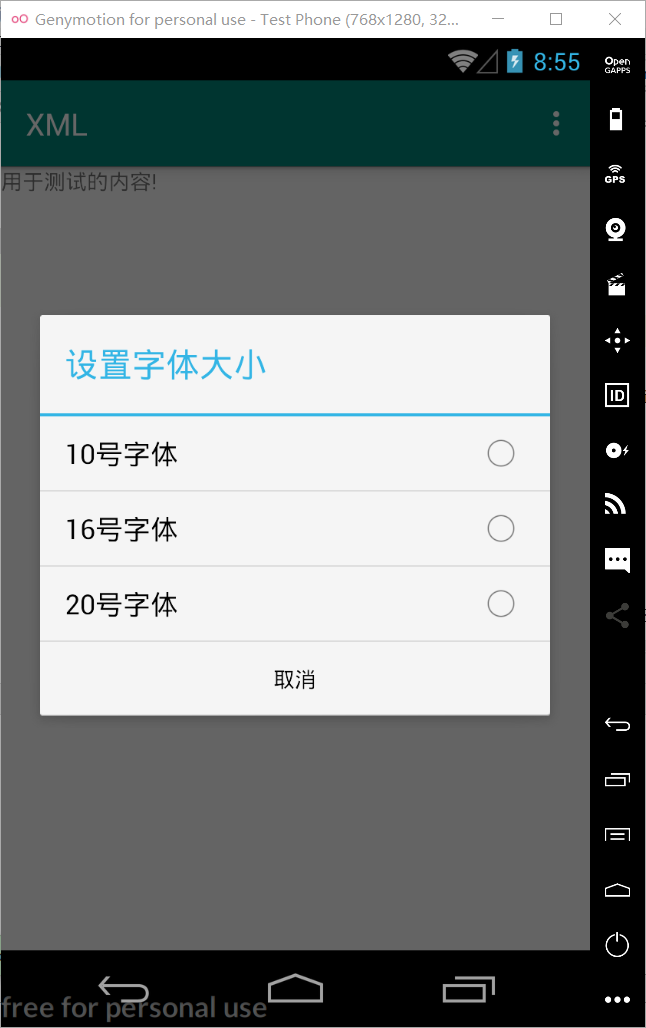 Genymotion for personal use - Test Phone (768x1280, 32...
8:55
Open
GAPPS
XML
用于测试的内容!
GPS
设置字体大小
10号字体
16号字体
20号字体
取消
ID
free for personal use